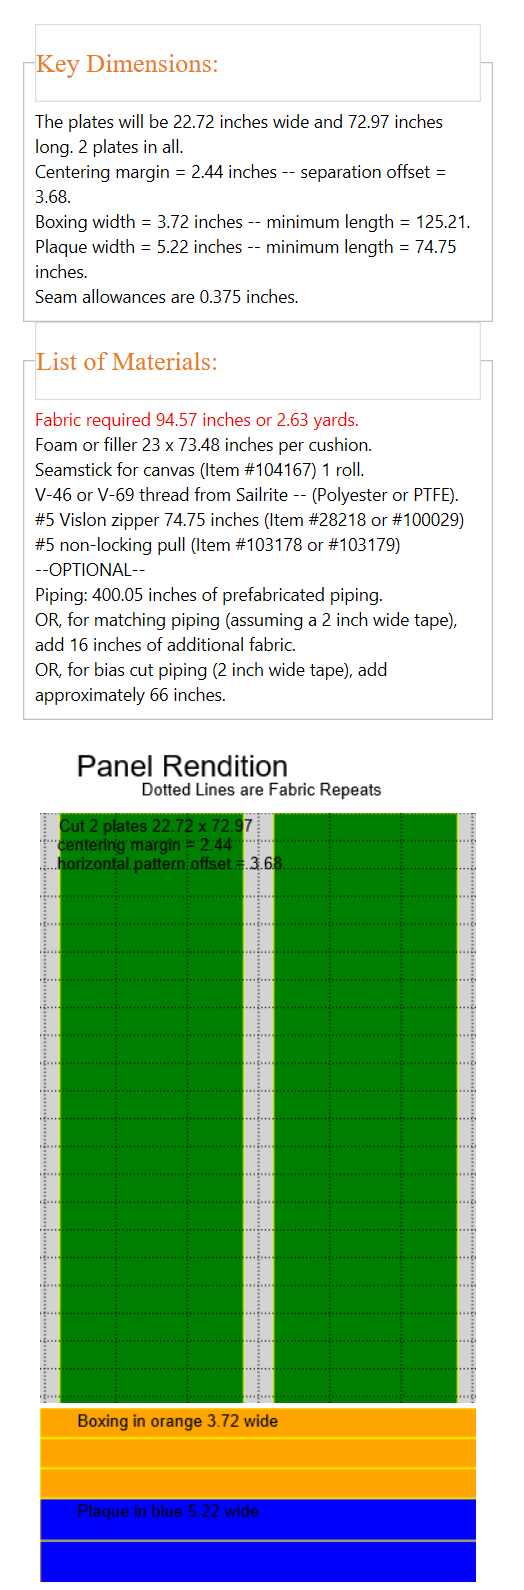 Key Dimensions:
The plates will be 22.72 inches wide and 72.97 inches
long. 2 plates in all.
Centering margin = 2.44 inches -- separation offset =
3.68.
Boxing width = 3.72 inches -- minimum length = 125.21.
Plaque width = 5.22 inches -- minimum length = 74.75
inches.
Seam allowances are 0.375 inches.
List of Materials:
Fabric required 94.57 inches or 2.63 yards.
Foam or filler 23 x 73.48 inches per cushion.
Seamstick for canvas (Item #104167) 1 roll.
V-46 or V-69 thread from Sailrite -- (Polyester or PTFE).
#5 Vislon zipper 74.75 inches (Item #28218 or #100029)
#5 non-locking pull (Item #103178 or #103179)
--OPTIONAL--
Piping: 400.05 inches of prefabricated piping.
OR, for matching piping (assuming a 2 inch wide tape),
add 16 inches of additional fabric.
OR, for bias cut piping (2 inch wide tape), add
approximately 66 inches.
Panel Rendition
Dotted Lines are Fabric Repeats
Cut 2 plates 22.72 x 72.97
centering margin = 2.44
horizontal pattern offset = 3.68
Boxing in orange 3.72 wide
Plaque in blue 5.22 wide